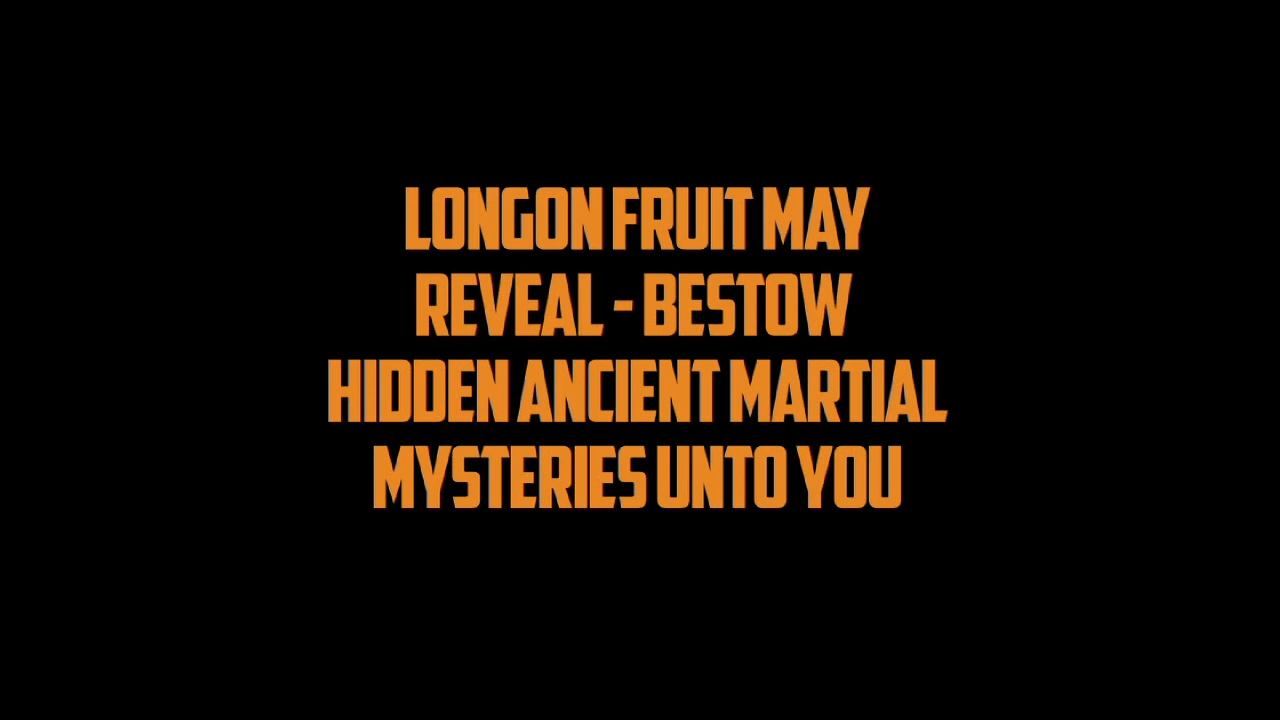 LONGON FRUIT MAY
REVEAL - BESTOW
HIDDEN ANCIENT MARTIAL
MYSTERIES UNTO YOU